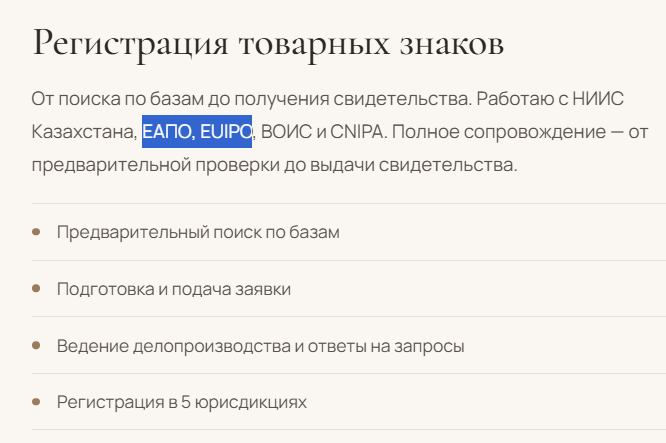 Регистрация товарных знаков
От поиска по базам до получения свидетельства. Работаю с НИИС
Казахстана, ЕАПО, EUIPO, ВОИС и CNIPA. Полное сопровождение — от
предварительной проверки до выдачи свидетельства.
Предварительный поиск по базам
Подготовка и подача заявки
Ведение делопроизводства и ответы на запросы
Регистрация в 5 юрисдикциях